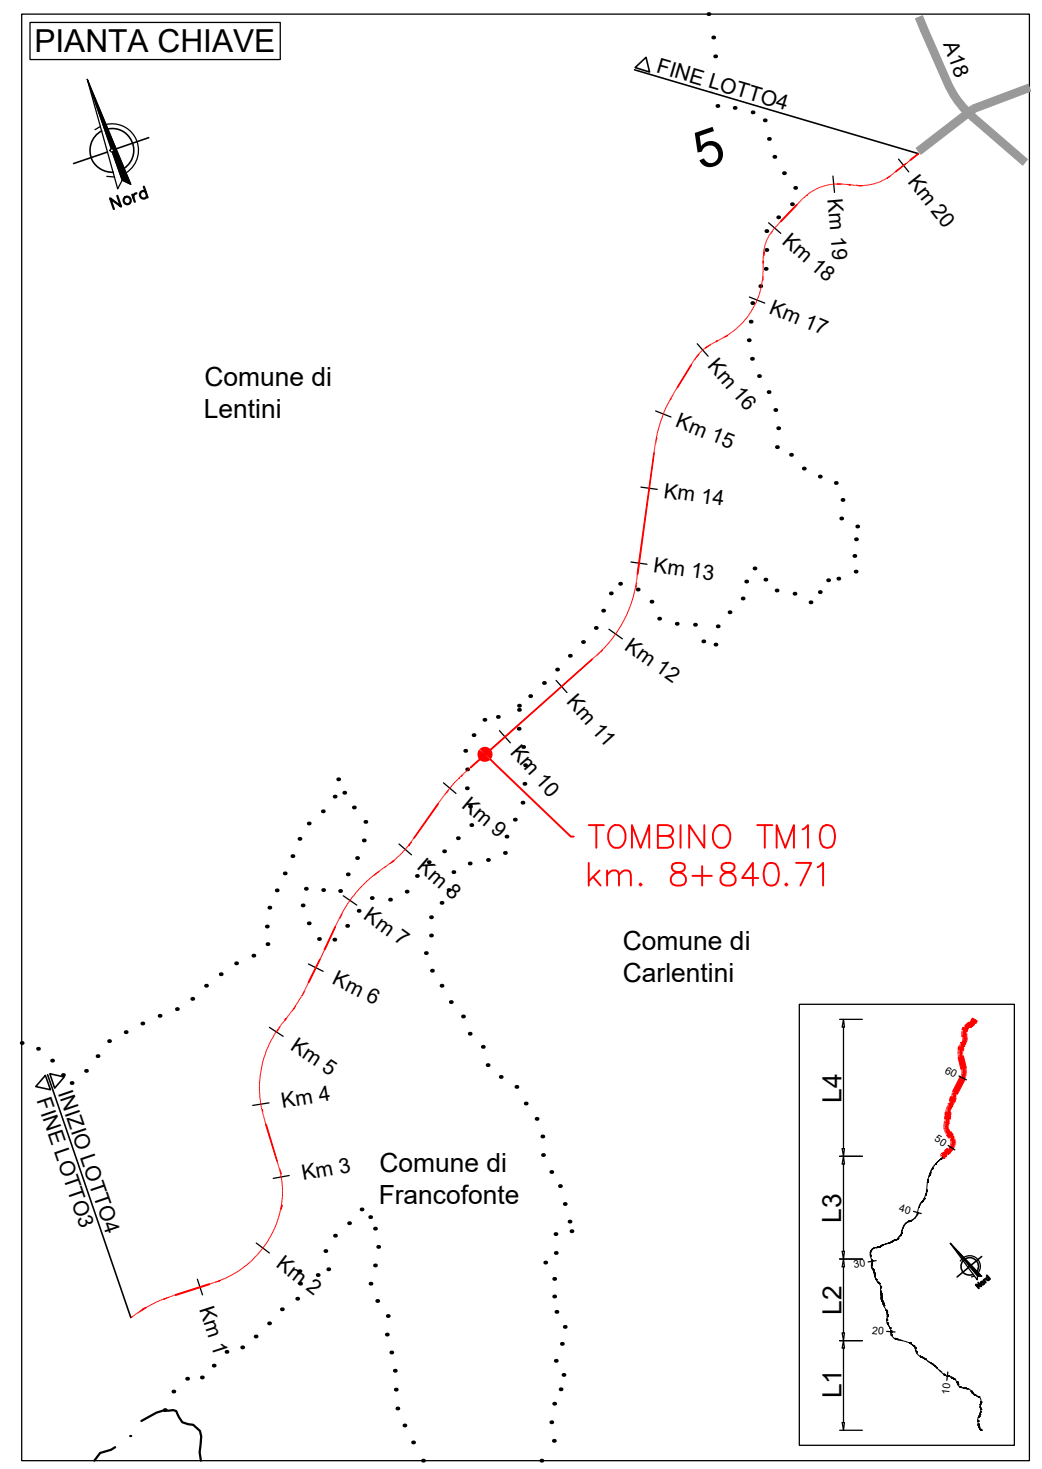 PIANTA CHIAVE
Nord
FINE LOTTO4
A18
5
Km 20
Km 19
Km 18
Km 17
Km 16
Km 15
Km 14
Km 13
Km 12
Km 11
Km 10
Km 9
Km 8
Km 7
Km 6
Km 5
Km 4
Km 3
Km 2
Km 1
Comune di
Lentini
TOMBINO TM10
km. 8+840.71
Comune di
Carlentini
Comune di
Francofonte
INIZIO LOTTO4
FINE LOTTO3
L4
L3
L2
L1
60
50
40
30
20
10